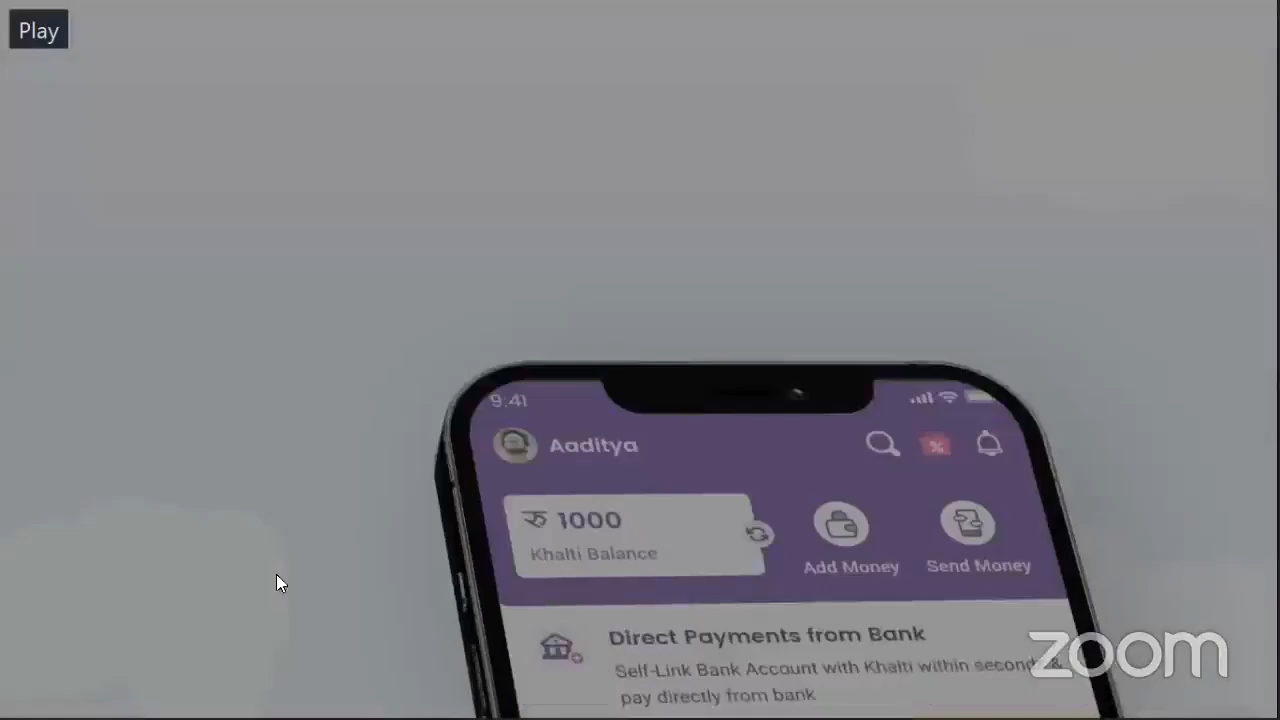 Play
9:41
Aaditya
%
रु 1000
Khalti Balance
Add Money
Send Money
Direct Payments from Bank
Self-Link Bank Account with Khalti within seconds &
pay directly from bank
zoom